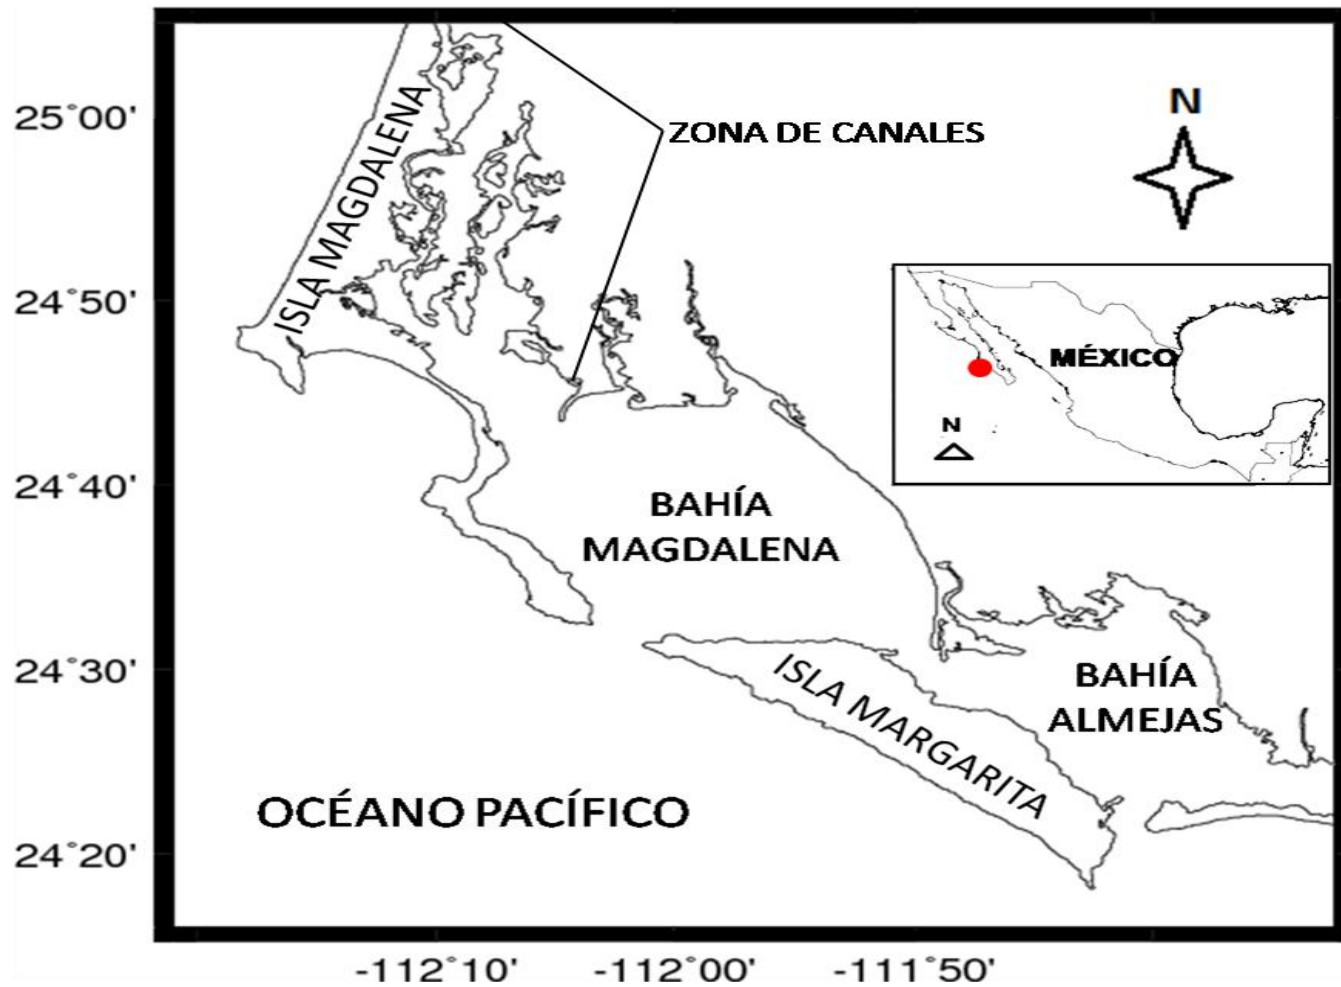 25°00'
ISLA MAGDALENA
ZONA DE CANALES
N
24°50'
MÉXICO
N
24°40'
BAHÍA
MAGDALENA
24°30'
ISLA MARGARITA
BAHÍA
ALMEJAS
OCÉANO PACÍFICO
24°20'
-112°10'
-112°00'
-111°50'